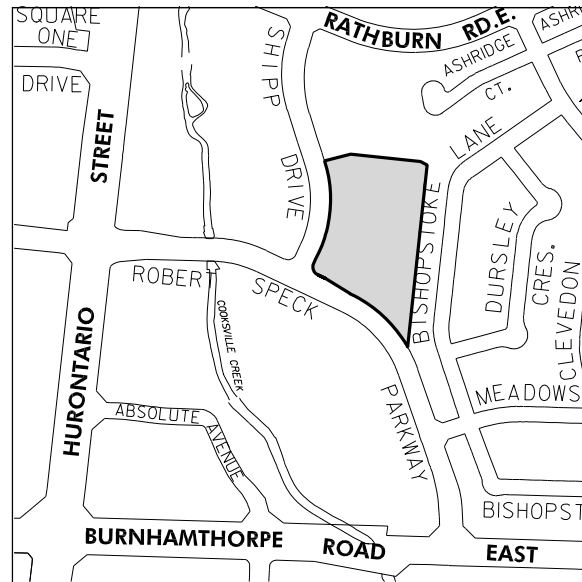 SQUARE
ONE
DRIVE
RATHBURN RD.E.
ASHRIDGE
CT.
SHIPP
DRIVE
STREET
LANE
BISHOPSTOKE
DURSLEY
CRES.
CLEVEDON
ROBERT
SPECK
PARKWAY
COOKSVILLE CREEK
HURONTARIO
ABSOLUTE
AVENUE
MEADOWS
BISHOPST
BURNHAMTHORPE ROAD EAST